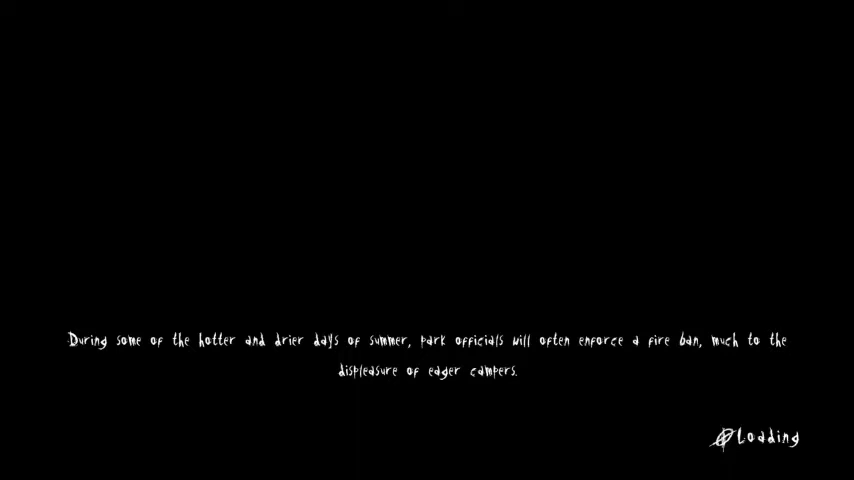 During some of the hotter and drier days of summer, park officials will often enforce a fire ban, much to the
displeasure of eager campers.
Loading